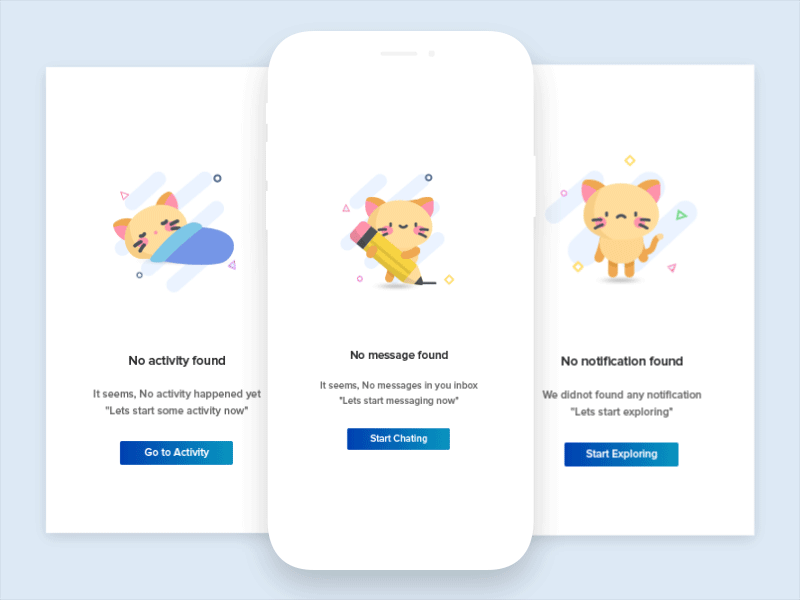 No activity found
It seems, No activity happened yet
"Lets start some activity now"
Go to Activity
No message found
It seems, No messages in you inbox
"Lets start messaging now"
Start Chating
No notification found
We didnot found any notification
"Lets start exploring"
Start Exploring